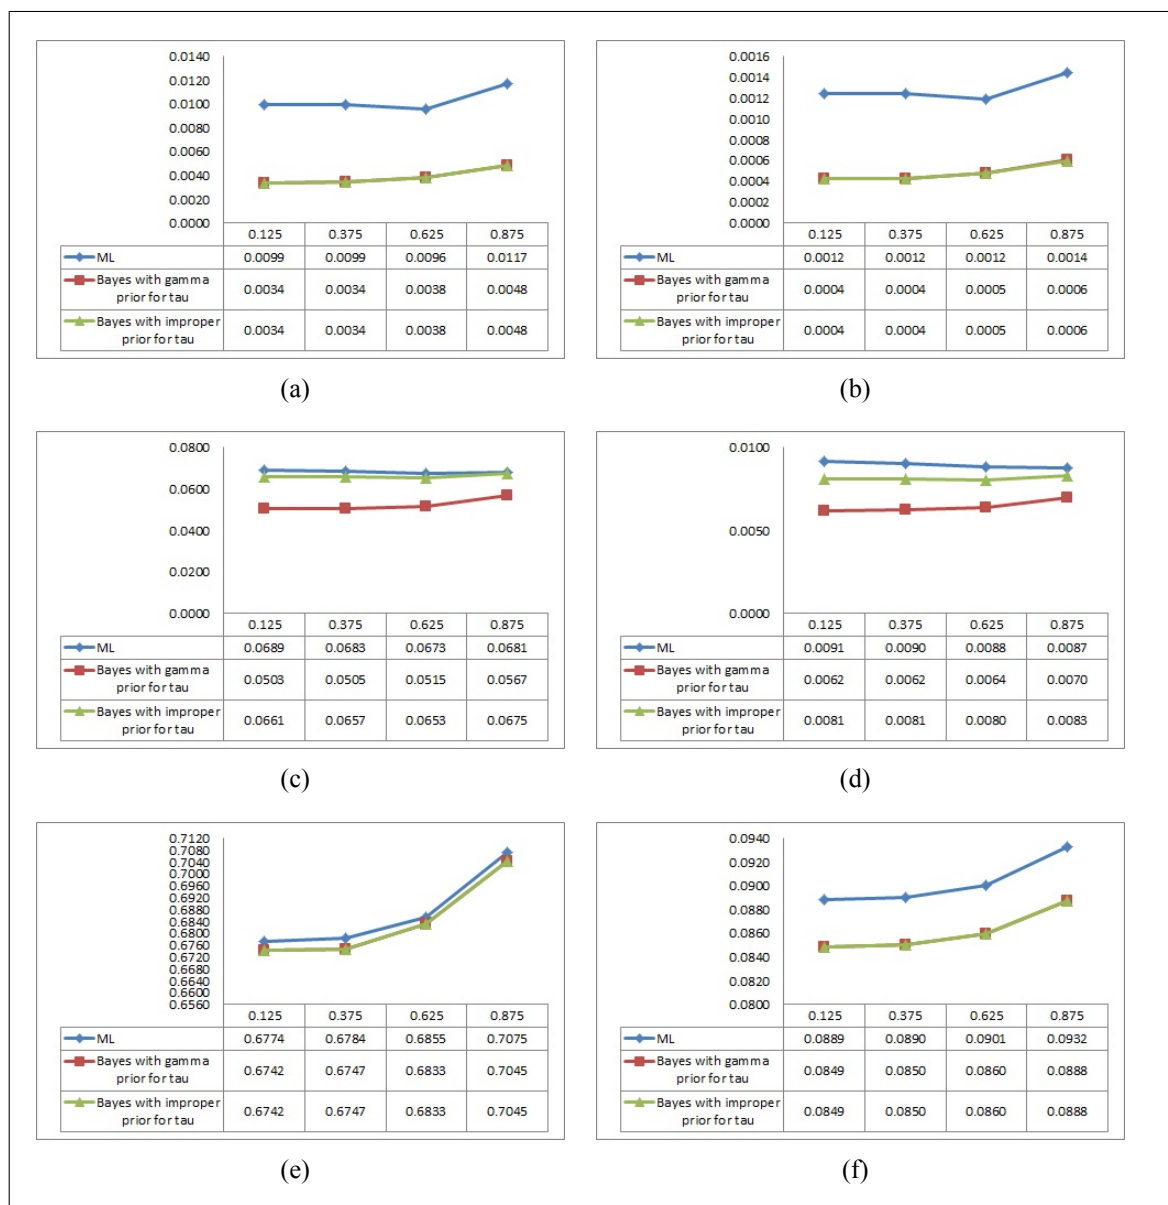 0.0140
0.0120
0.0100
0.0080
0.0060
0.0040
0.0020
0.0000
0.125 0.375 0.625 0.875
ML 0.0099 0.0099 0.0096 0.0117
Bayes with gamma
prior for tau 0.0034 0.0034 0.0038 0.0048
Bayes with improper
prior for tau 0.0034 0.0034 0.0038 0.0048
(a)
0.0016
0.0014
0.0012
0.0010
0.0008
0.0006
0.0004
0.0002
0.0000
0.125 0.375 0.625 0.875
ML 0.0012 0.0012 0.0012 0.0014
Bayes with gamma
prior for tau 0.0004 0.0004 0.0005 0.0006
Bayes with improper
prior for tau 0.0004 0.0004 0.0005 0.0006
(b)
0.0800
0.0600
0.0400
0.0200
0.0000
0.125 0.375 0.625 0.875
ML 0.0689 0.0683 0.0673 0.0681
Bayes with gamma
prior for tau 0.0503 0.0505 0.0515 0.0567
Bayes with improper
prior for tau 0.0661 0.0657 0.0653 0.0675
(c)
0.0100
0.0050
0.0000
0.125 0.375 0.625 0.875
ML 0.0091 0.0090 0.0088 0.0087
Bayes with gamma
prior for tau 0.0062 0.0062 0.0064 0.0070
Bayes with improper
prior for tau 0.0081 0.0081 0.0080 0.0083
(d)
0.7120
0.7080
0.7040
0.7000
0.6960
0.6920
0.6880
0.6840
0.6800
0.6760
0.6720
0.6680
0.6640
0.6600
0.6560
0.125 0.375 0.625 0.875
ML 0.6774 0.6784 0.6855 0.7075
Bayes with gamma
prior for tau 0.6742 0.6747 0.6833 0.7045
Bayes with improper
prior for tau 0.6742 0.6747 0.6833 0.7045
(e)
0.0940
0.0920
0.0900
0.0880
0.0860
0.0840
0.0820
0.0800
0.125 0.375 0.625 0.875
ML 0.0889 0.0890 0.0901 0.0932
Bayes with gamma
prior for tau 0.0849 0.0850 0.0860 0.0888
Bayes with improper
prior for tau 0.0849 0.0850 0.0860 0.0888
(f)